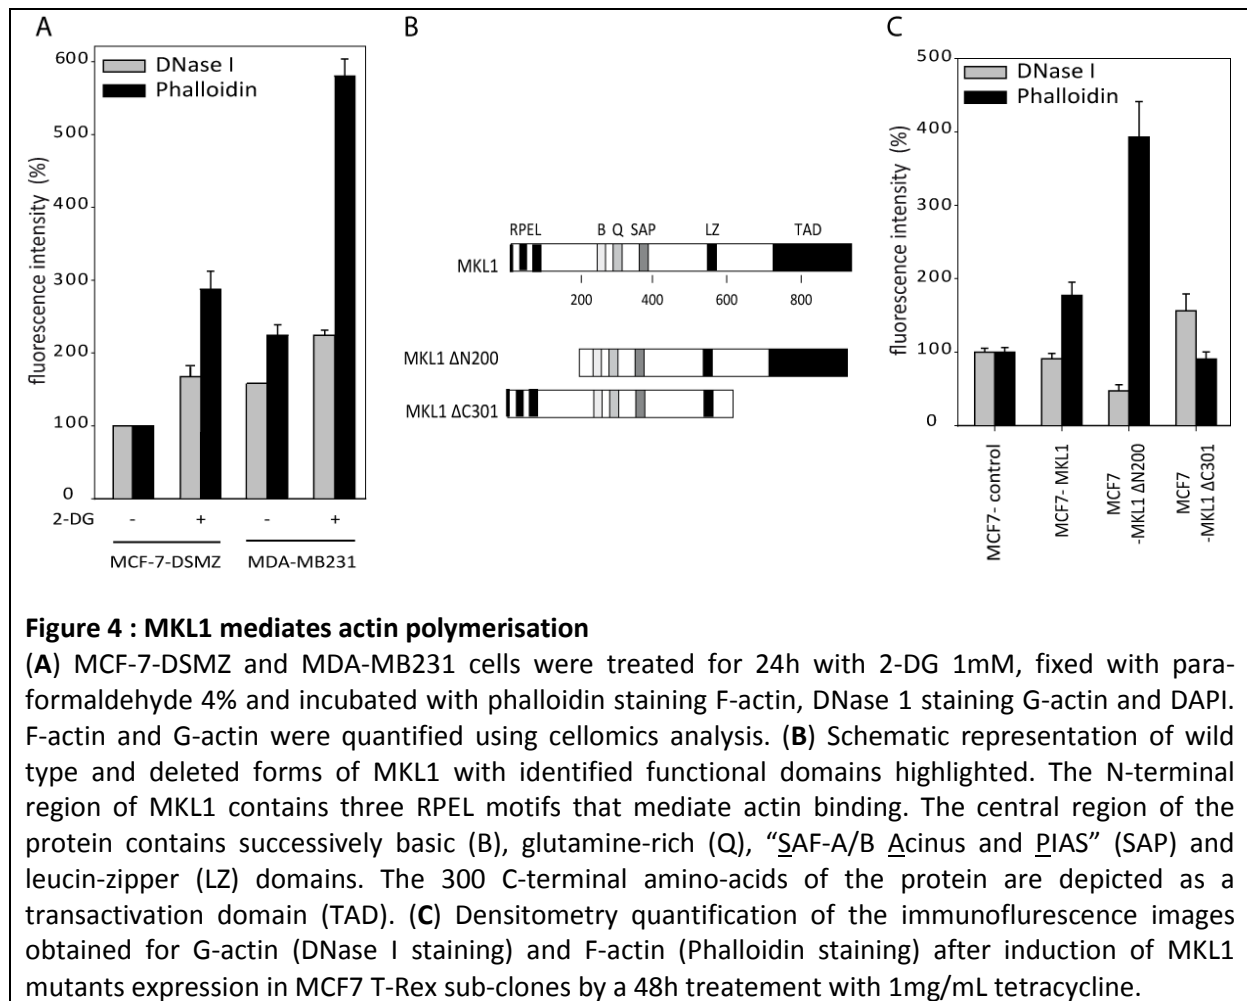 A
DNase I
Phalloidin
fluorescence intensity (%)
600
500
400
300
200
100
0
2-DG - + - +
MCF-7-DSMZ MDA-MB231
B
RPEL B Q SAP LZ TAD
MKL1
200 400 600 800
MKL1 ΔN200
MKL1 ΔC301
C
DNase I
Phalloidin
fluorescence intensity (%)
500
400
300
200
100
0
MCF7- control
MCF7- MKL1
MCF7
-MKL1 ΔN200
MCF7
-MKL1 ΔC301
Figure 4 : MKL1 mediates actin polymerisation
(A) MCF-7-DSMZ and MDA-MB231 cells were treated for 24h with 2-DG 1mM, fixed with para-
formaldehyde 4% and incubated with phalloidin staining F-actin, DNase 1 staining G-actin and DAPI.
F-actin and G-actin were quantified using cellomics analysis. (B) Schematic representation of wild
type and deleted forms of MKL1 with identified functional domains highlighted. The N-terminal
region of MKL1 contains three RPEL motifs that mediate actin binding. The central region of the
protein contains successively basic (B), glutamine-rich (Q), “SAF-A/B Acinus and PIAS” (SAP) and
leucin-zipper (LZ) domains. The 300 C-terminal amino-acids of the protein are depicted as a
transactivation domain (TAD). (C) Densitometry quantification of the immunoflurescence images
obtained for G-actin (DNase I staining) and F-actin (Phalloidin staining) after induction of MKL1
mutants expression in MCF7 T-Rex sub-clones by a 48h treatement with 1mg/mL tetracycline.